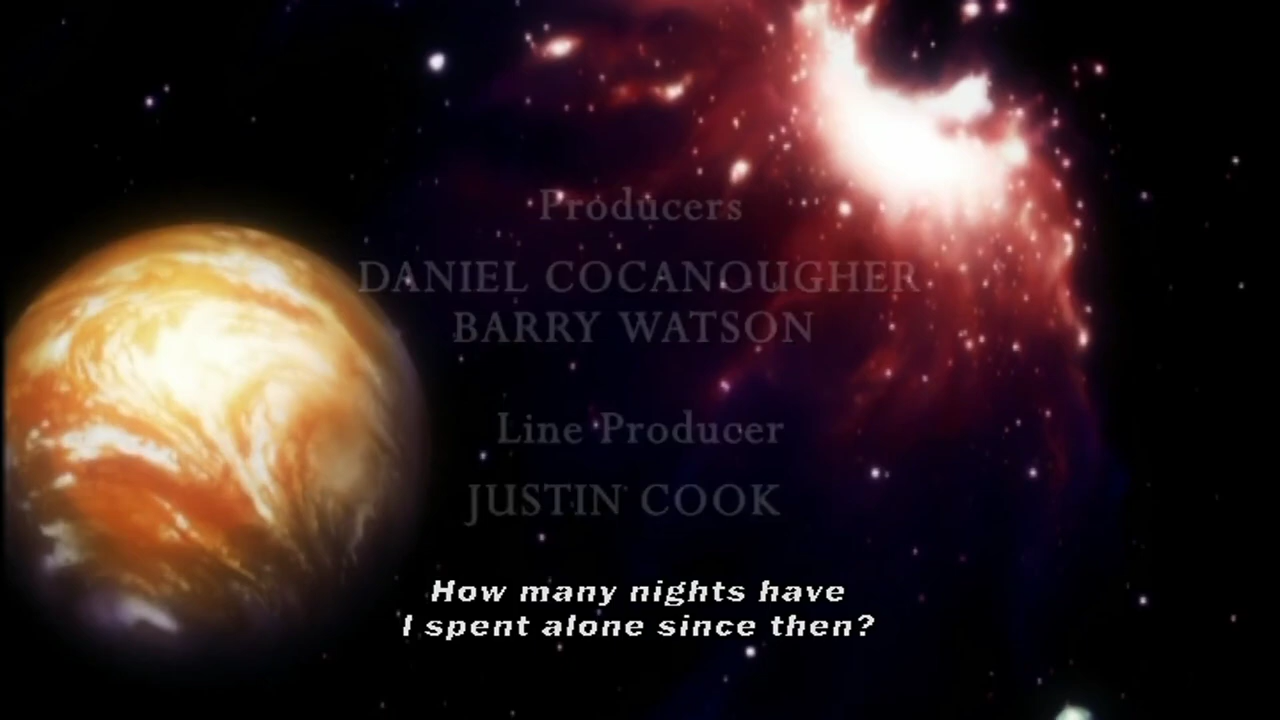 Producers
DANIEL COCANOUGHER
BARRY WATSON
Line Producer
JUSTIN COOK
How many nights have
I spent alone since then?